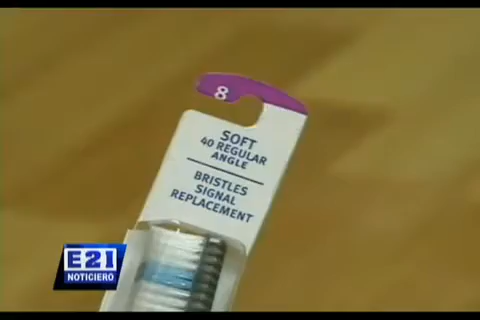 8
SOFT
40 REGULAR
ANGLE
BRISTLES
SIGNAL
REPLACEMENT
E21
NOTICIERO